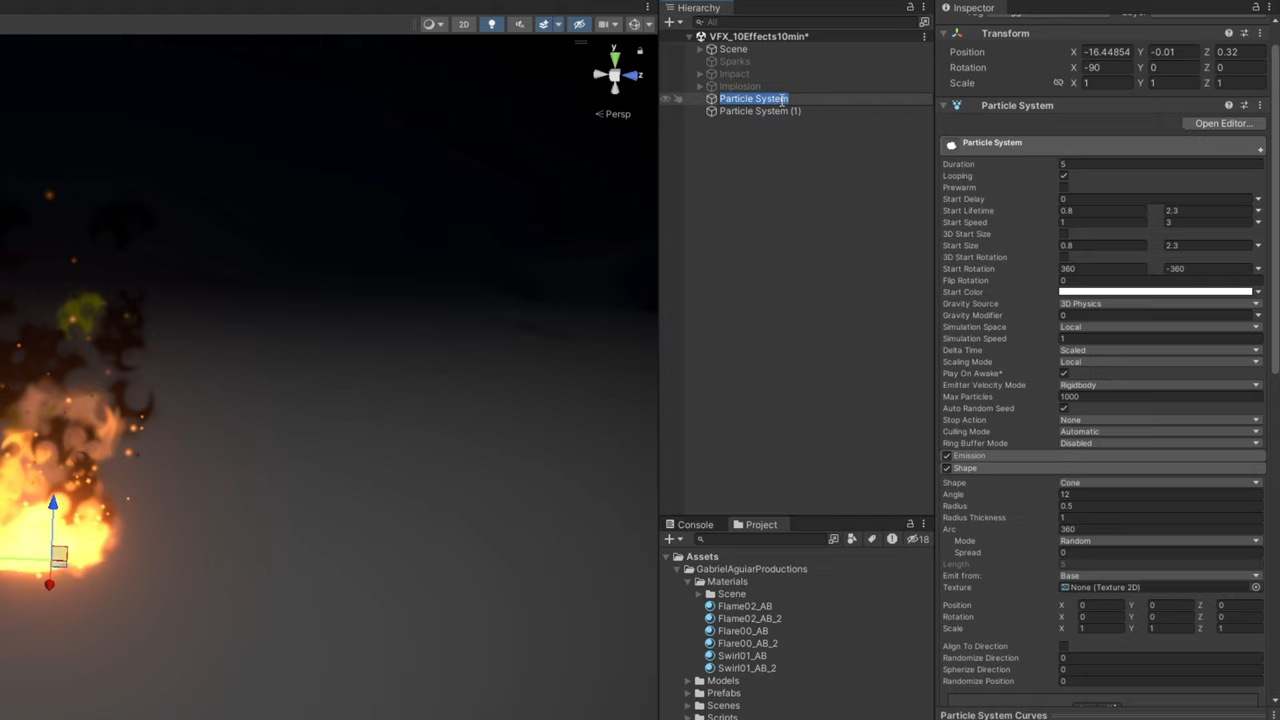 2D
y
z
Persp
Hierarchy
All
VFX_10Effects10min*
Scene
Sparks
Impact
Implosion
Particle System
Particle System (1)
Console
Project
18
Assets
GabrielAguiarProductions
Materials
Scene
Flame02_AB
Flame02_AB_2
Flare00_AB
Flare00_AB_2
Swirl01_AB
Swirl01_AB_2
Models
Prefabs
Scenes
Scripts
Inspector
Transform
Position X -16.44854 Y -0.01 Z 0.32
Rotation X -90 Y 0 Z 0
Scale X 1 Y 1 Z 1
Particle System
Open Editor...
Particle System
Duration 5
Looping
Prewarm
Start Delay 0
Start Lifetime 0.8 2.3
Start Speed 1 3
3D Start Size
Start Size 0.8 2.3
3D Start Rotation
Start Rotation 360 -360
Flip Rotation 0
Start Color
Gravity Source 3D Physics
Gravity Modifier 0
Simulation Space Local
Simulation Speed 1
Delta Time Scaled
Scaling Mode Local
Play On Awake*
Emitter Velocity Mode Rigidbody
Max Particles 1000
Auto Random Seed
Stop Action None
Culling Mode Automatic
Ring Buffer Mode Disabled
Emission
Shape
Shape Cone
Angle 12
Radius 0.5
Radius Thickness 1
Arc 360
Mode Random
Spread 0
Length 5
Emit from: Base
Texture None (Texture 2D)
Position X 0 Y 0 Z 0
Rotation X 0 Y 0 Z 0
Scale X 1 Y 1 Z 1
Align To Direction
Randomize Direction 0
Spherize Direction 0
Randomize Position 0
Particle System Curves